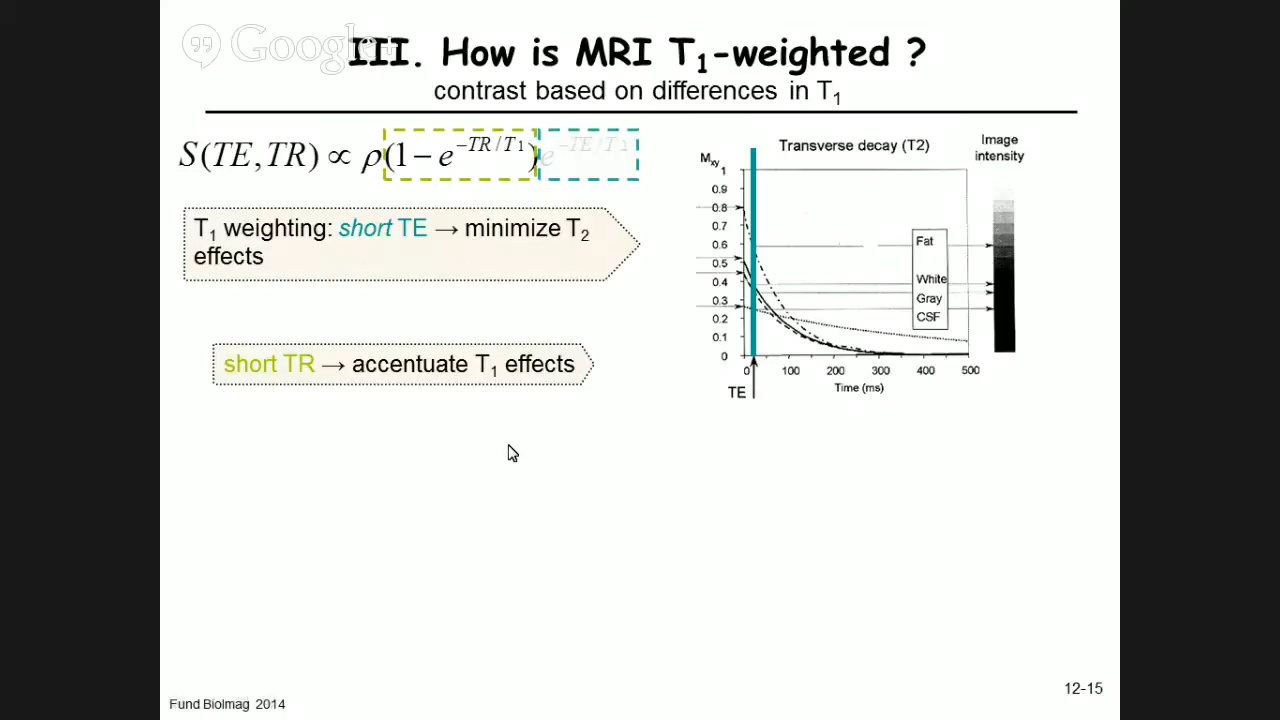 Google+
III. How is MRI T₁-weighted ?
contrast based on differences in T₁
S(TE,TR) ∝ ρ(1 − e^{−TR/T₁})e^{−TE/T₂}
T₁ weighting: short TE → minimize T₂
effects
short TR → accentuate T₁ effects
Transverse decay (T2)
Image
intensity
Mxy
1
0.9
0.8
0.7
0.6
0.5
0.4
0.3
0.2
0.1
0
Fat
White
Gray
CSF
0 100 200 300 400 500
Time (ms)
TE
12-15
Fund BioImag 2014